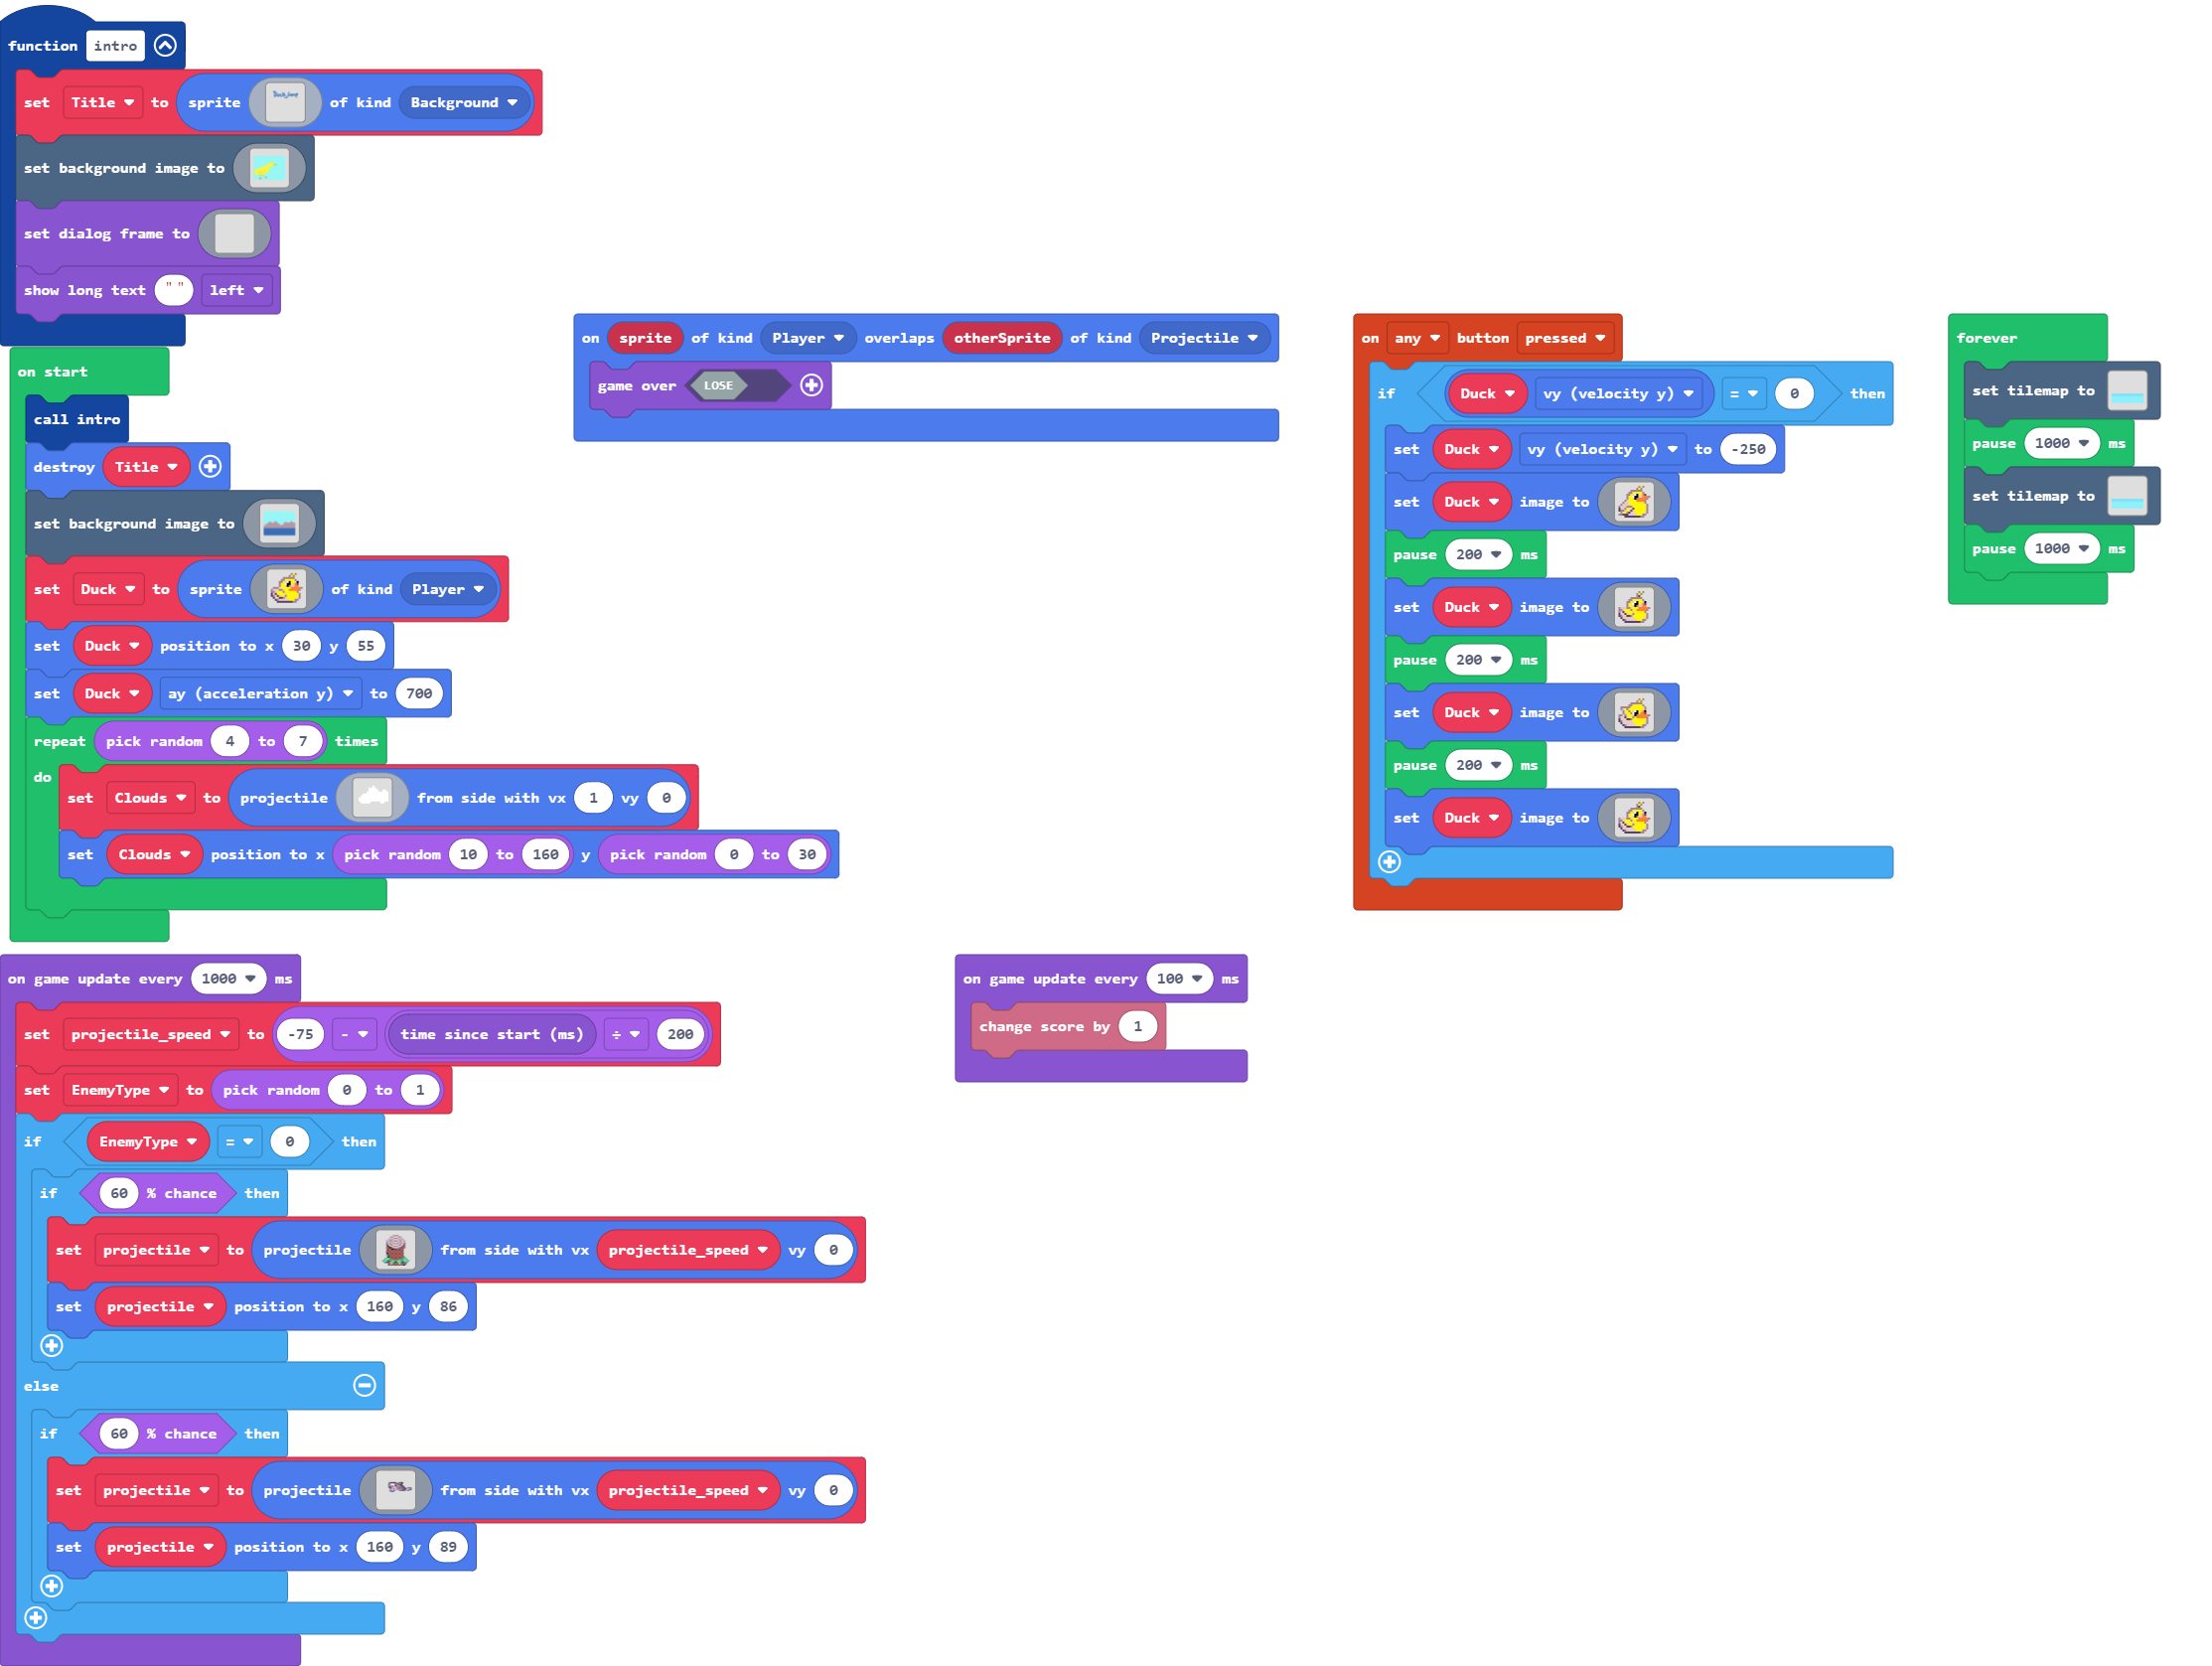 function intro
set Title to sprite of kind Background
set background image to
set dialog frame to
show long text " " left
on start
call intro
destroy Title
set background image to
set Duck to sprite of kind Player
set Duck position to x 30 y 55
set Duck ay (acceleration y) to 700
repeat pick random 4 to 7 times
do
set Clouds to projectile from side with vx 1 vy 0
set Clouds position to x pick random 10 to 160 y pick random 0 to 30
on sprite of kind Player overlaps otherSprite of kind Projectile
game over LOSE
on any button pressed
if Duck vy (velocity y) = 0 then
set Duck vy (velocity y) to -250
set Duck image to
pause 200 ms
set Duck image to
pause 200 ms
set Duck image to
pause 200 ms
set Duck image to
forever
set tilemap to
pause 1000 ms
set tilemap to
pause 1000 ms
on game update every 1000 ms
set projectile_speed to -75 - time since start (ms) ÷ 200
set EnemyType to pick random 0 to 1
if EnemyType = 0 then
if 60 % chance then
set projectile to projectile from side with vx projectile_speed vy 0
set projectile position to x 160 y 86
else
if 60 % chance then
set projectile to projectile from side with vx projectile_speed vy 0
set projectile position to x 160 y 89
on game update every 100 ms
change score by 1